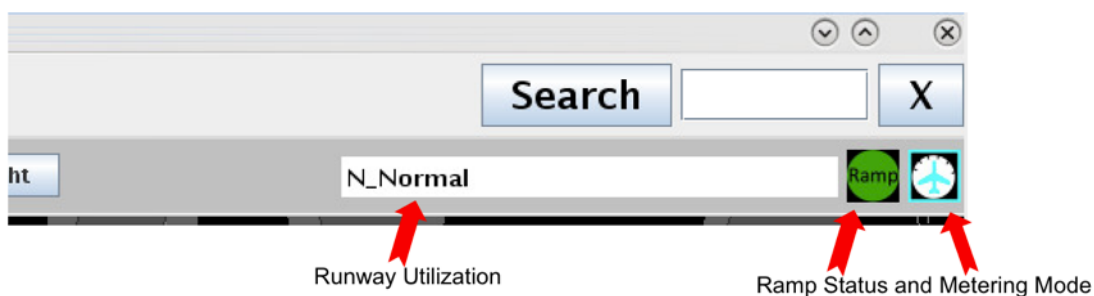 Search
X
ht
N_Normal
Ramp
Runway Utilization
Ramp Status and Metering Mode